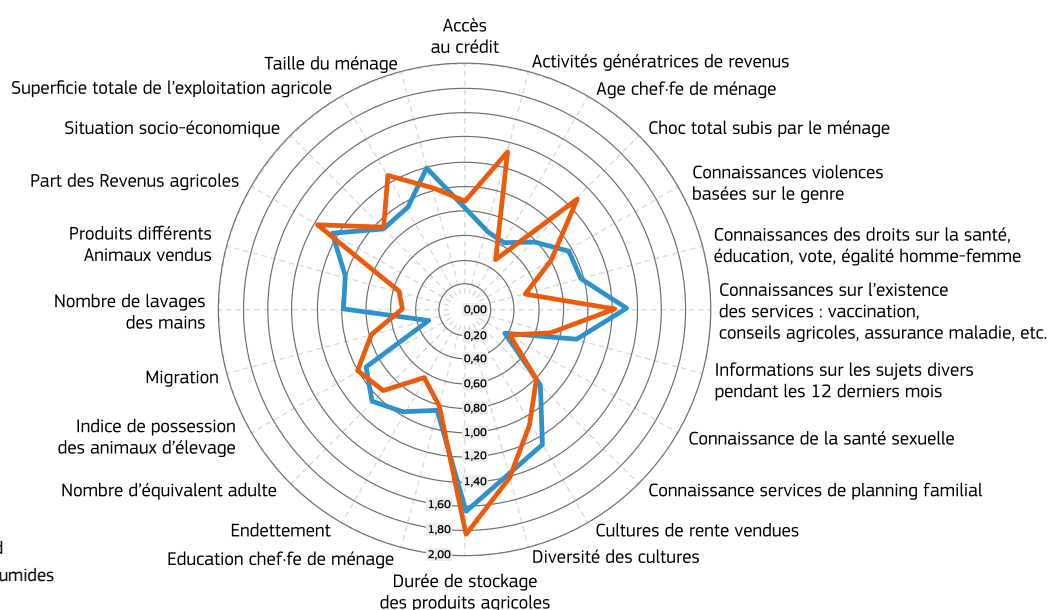 Accès
au crédit
Activités génératrices de revenus
Age chef·fe de ménage
Choc total subis par le ménage
Connaissances violences
basées sur le genre
Connaissances des droits sur la santé,
éducation, vote, égalité homme-femme
Connaissances sur l'existence
des services : vaccination,
conseils agricoles, assurance maladie, etc.
Informations sur les sujets divers
pendant les 12 derniers mois
Connaissance de la santé sexuelle
Connaissance services de planning familial
Cultures de rente vendues
Diversité des cultures
Durée de stockage
des produits agricoles
Education chef·fe de ménage
Endettement
Nombre d'équivalent adulte
Indice de possession
des animaux d'élevage
Migration
Nombre de lavages
des mains
Produits différents
Animaux vendus
Part des Revenus agricoles
Situation socio-économique
Superficie totale de l'exploitation agricole
Taille du ménage
0,00
0,20
0,40
0,60
0,80
1,00
1,20
1,40
1,60
1,80
2,00
umides